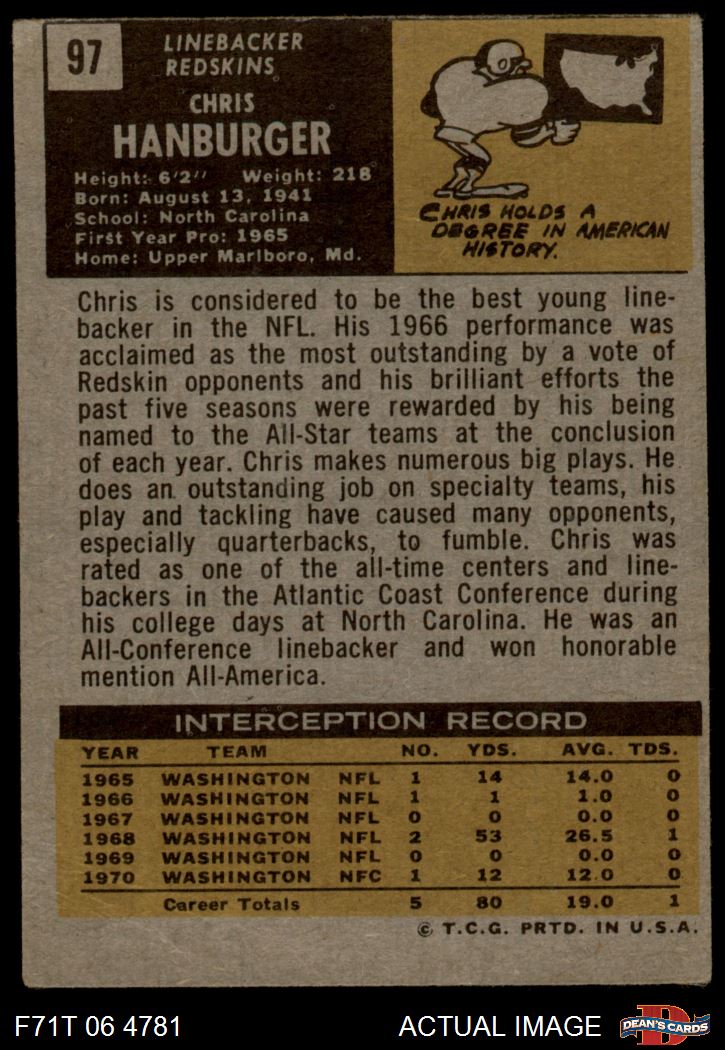 97
LINEBACKER
REDSKINS
CHRIS
HANBURGER
Height: 6'2" Weight: 218
Born: August 13, 1941
School: North Carolina
First Year Pro: 1965
Home: Upper Marlboro, Md.
CHRIS HOLDS A
DEGREE IN AMERICAN
HISTORY.
Chris is considered to be the best young line-
backer in the NFL. His 1966 performance was
acclaimed as the most outstanding by a vote of
Redskin opponents and his brilliant efforts the
past five seasons were rewarded by his being
named to the All-Star teams at the conclusion
of each year. Chris makes numerous big plays. He
does an outstanding job on specialty teams, his
play and tackling have caused many opponents,
especially quarterbacks, to fumble. Chris was
rated as one of the all-time centers and line-
backers in the Atlantic Coast Conference during
his college days at North Carolina. He was an
All-Conference linebacker and won honorable
mention All-America.
INTERCEPTION RECORD
YEAR TEAM NO. YDS. AVG. TDS.
1965 WASHINGTON NFL 1 14 14.0 0
1966 WASHINGTON NFL 1 1 1.0 0
1967 WASHINGTON NFL 0 0 0.0 0
1968 WASHINGTON NFL 2 53 26.5 1
1969 WASHINGTON NFL 0 0 0.0 0
1970 WASHINGTON NFC 1 12 12.0 0
Career Totals 5 80 19.0 1
© T.C.G. PRTD. IN U.S.A.
F71T 06 4781 ACTUAL IMAGE
D
DEAN'S CARDS